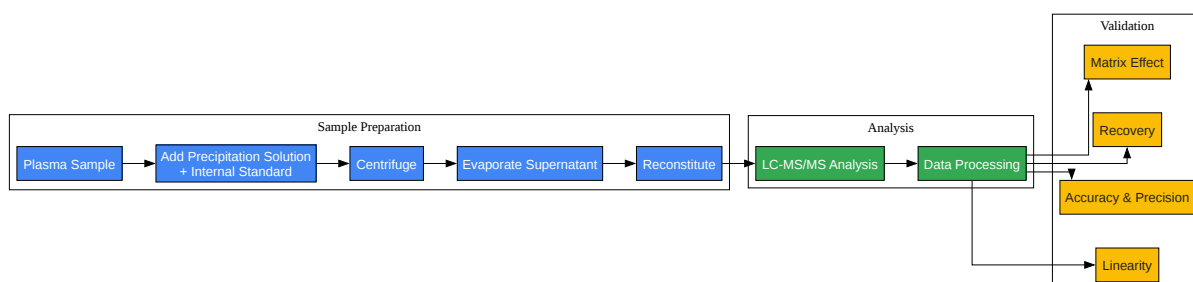 Validation
Matrix Effect
Sample Preparation
Analysis
Recovery
Plasma Sample
Add Precipitation Solution
+ Internal Standard
Centrifuge
Evaporate Supernatant
Reconstitute
LC-MS/MS Analysis
Data Processing
Accuracy & Precision
Linearity